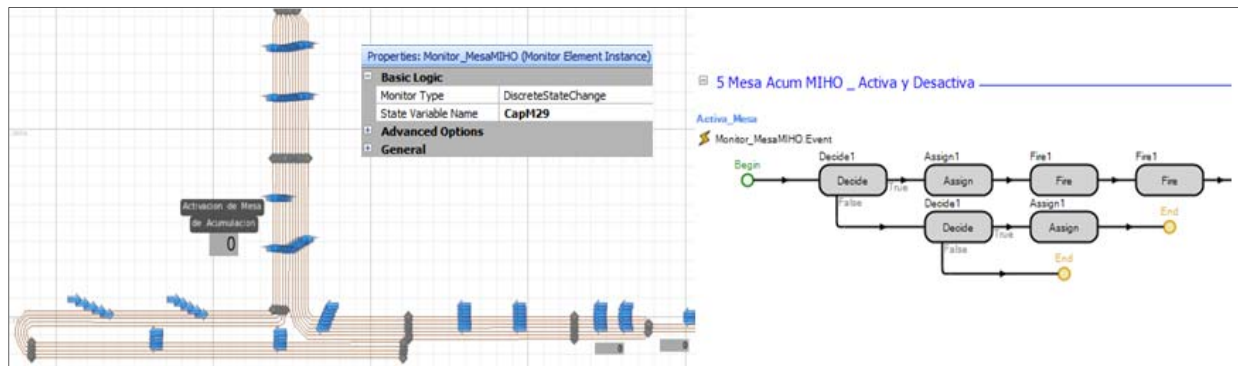 Properties: Monitor_MesaMIHO (Monitor Element Instance)
Basic Logic
Monitor Type DiscreteStateChange
State Variable Name CapM29
Advanced Options
General
Activacion de Mesa
de Acumulacion
0
0
0
5 Mesa Acum MIHO _ Activa y Desactiva
Activa_Mesa
Monitor_MesaMIHO.Event
Begin
Decide1
Decide
True
False
Assign1
Assign
Fire1
Fire
Fire1
Fire
Decide1
Decide
True
False
Assign1
Assign
End
End